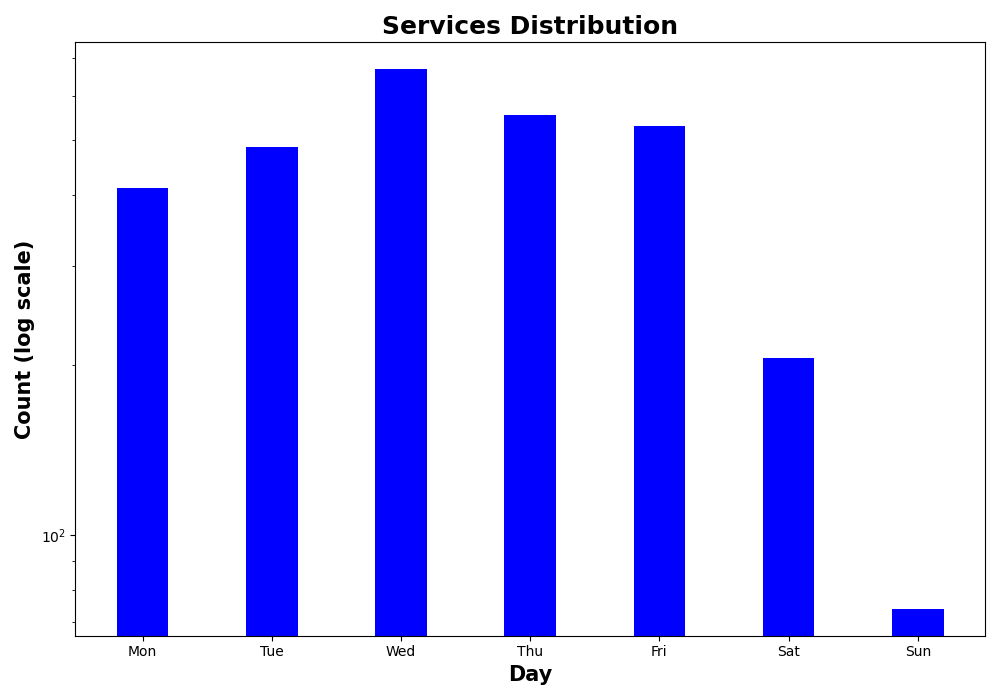 Services Distribution
Count (log scale)
10²
Mon Tue Wed Thu Fri Sat Sun
Day